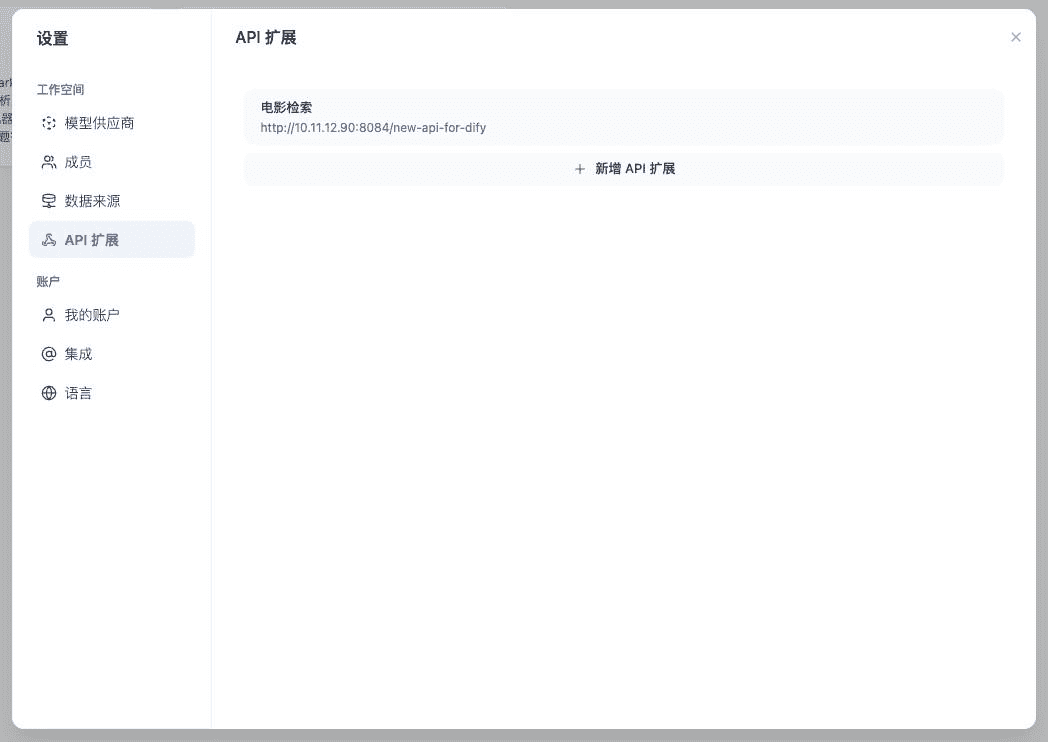 设置
工作空间
模型供应商
成员
数据来源
API 扩展
账户
我的账户
集成
语言
API 扩展
电影检索
http://10.11.12.90:8084/new-api-for-dify
新增 API 扩展